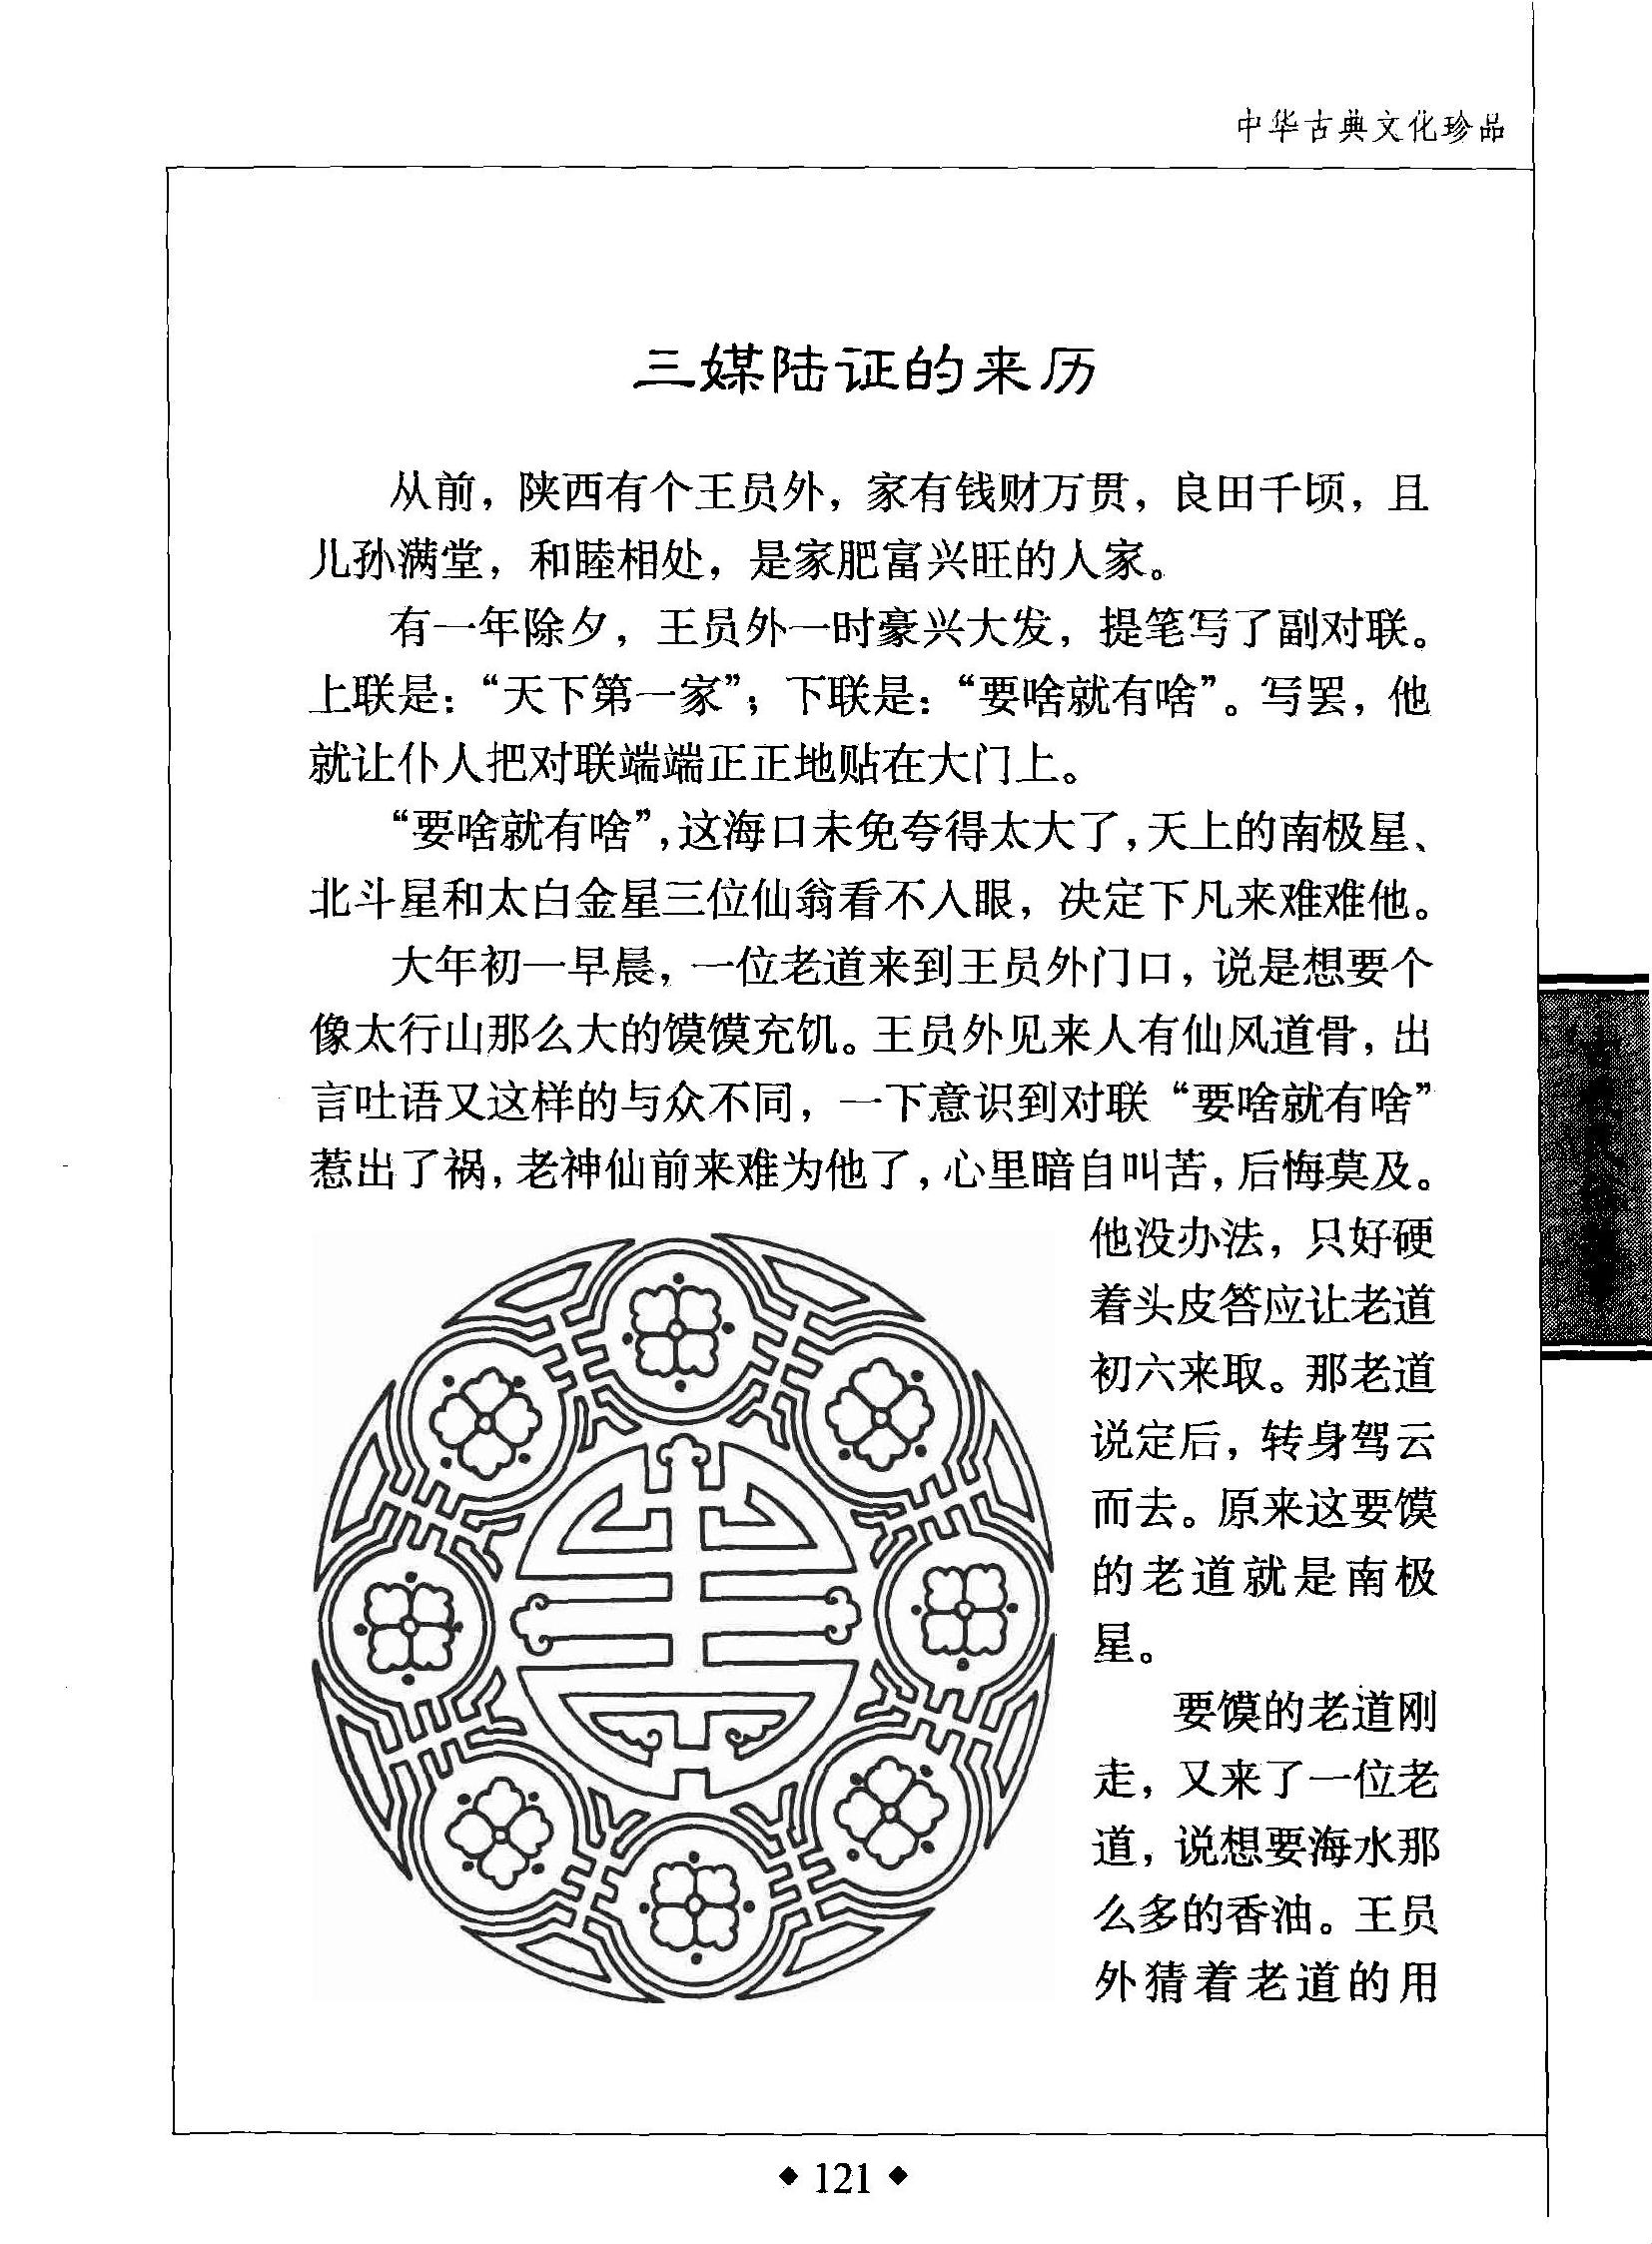 中华古典文化珍品
三媒陆证的来历
从前，陕西有个王员外，家有钱财万贯，良田千顷，且
儿孙满堂，和睦相处，是家肥富兴旺的人家。
有一年除夕，王员外一时豪兴大发，提笔写了副对联。
上联是：“天下第一家”；下联是：“要啥就有啥”。写罢，他
就让仆人把对联端端正正地贴在大门上。
“要啥就有啥”，这海口未免夸得太大了，天上的南极星、
北斗星和太白金星三位仙翁看不入眼，决定下凡来难难他。
大年初一早晨，一位老道来到王员外门口，说是想要个
像太行山那么大的馍馍充饥。王员外见来人有仙风道骨，出
言吐语又这样的与众不同，一下意识到对联“要啥就有啥”
惹出了祸，老神仙前来难为他了，心里暗自叫苦，后悔莫及。
他没办法，只好硬
着头皮答应让老道
初六来取。那老道
说定后，转身驾云
而去。原来这要馍
的老道就是南极
星。
要馍的老道刚
走，又来了一位老
道，说想要海水那
么多的香油。王员
外猜着老道的用
古典民俗故事
◆ 121 ◆